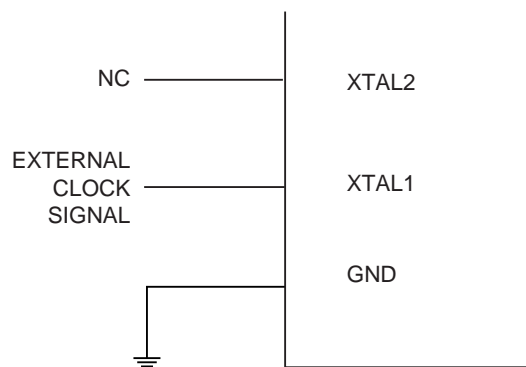 NC
XTAL2
EXTERNAL
CLOCK
SIGNAL
XTAL1
GND